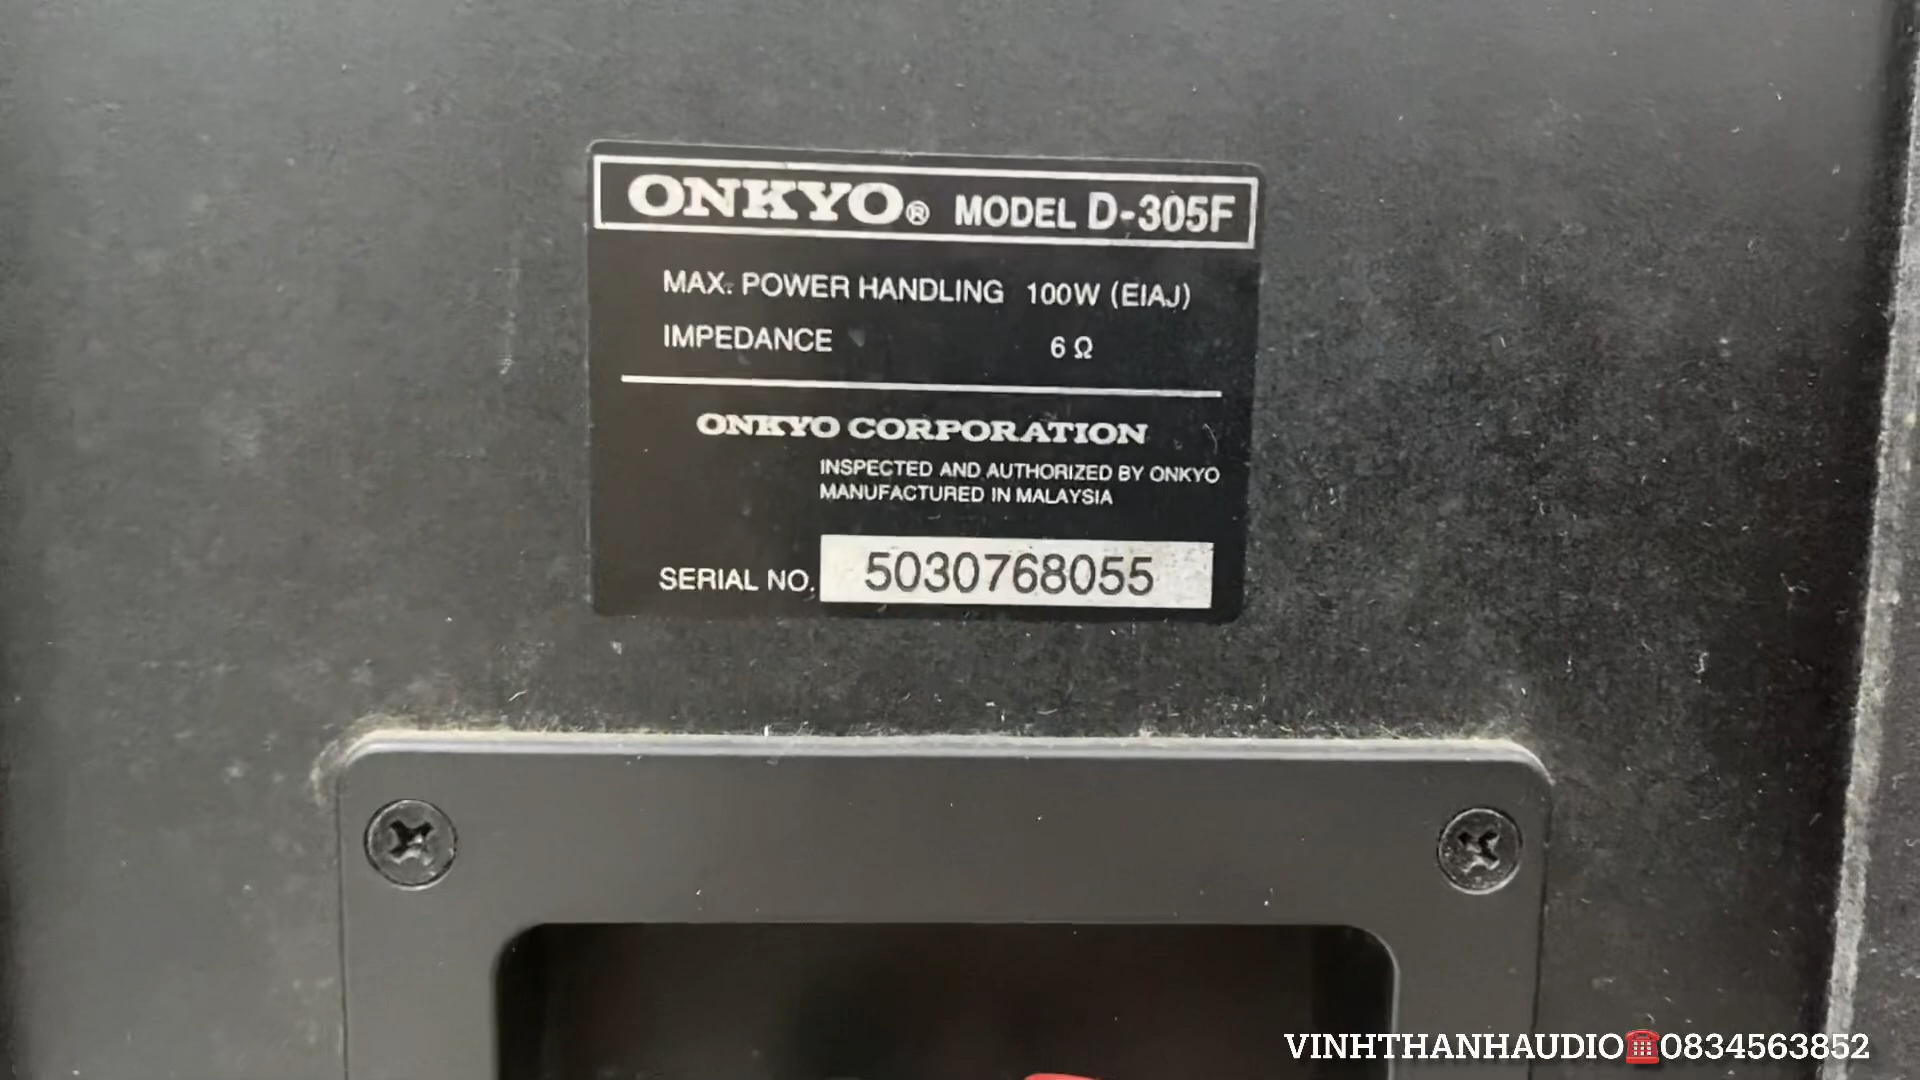 ONKYO® MODEL D-305F
MAX. POWER HANDLING 100W (EIAJ)
IMPEDANCE 6 Ω
ONKYO CORPORATION
INSPECTED AND AUTHORIZED BY ONKYO
MANUFACTURED IN MALAYSIA
SERIAL NO. 5030768055
VINHTHANHAUDIO☎️0834563852